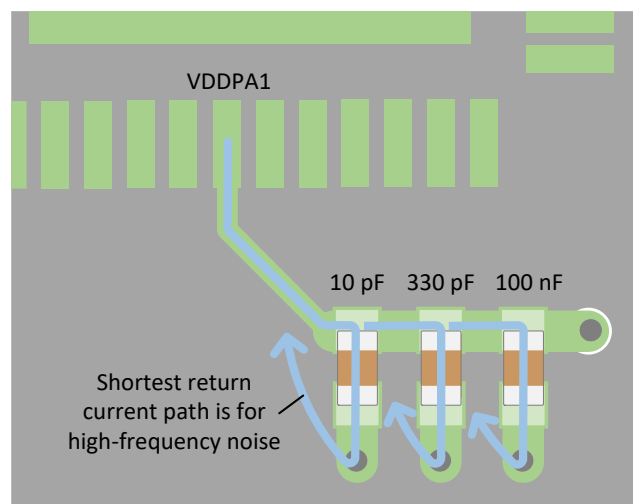 VDDPA1
10 pF 330 pF 100 nF
Shortest return
current path is for
high-frequency noise